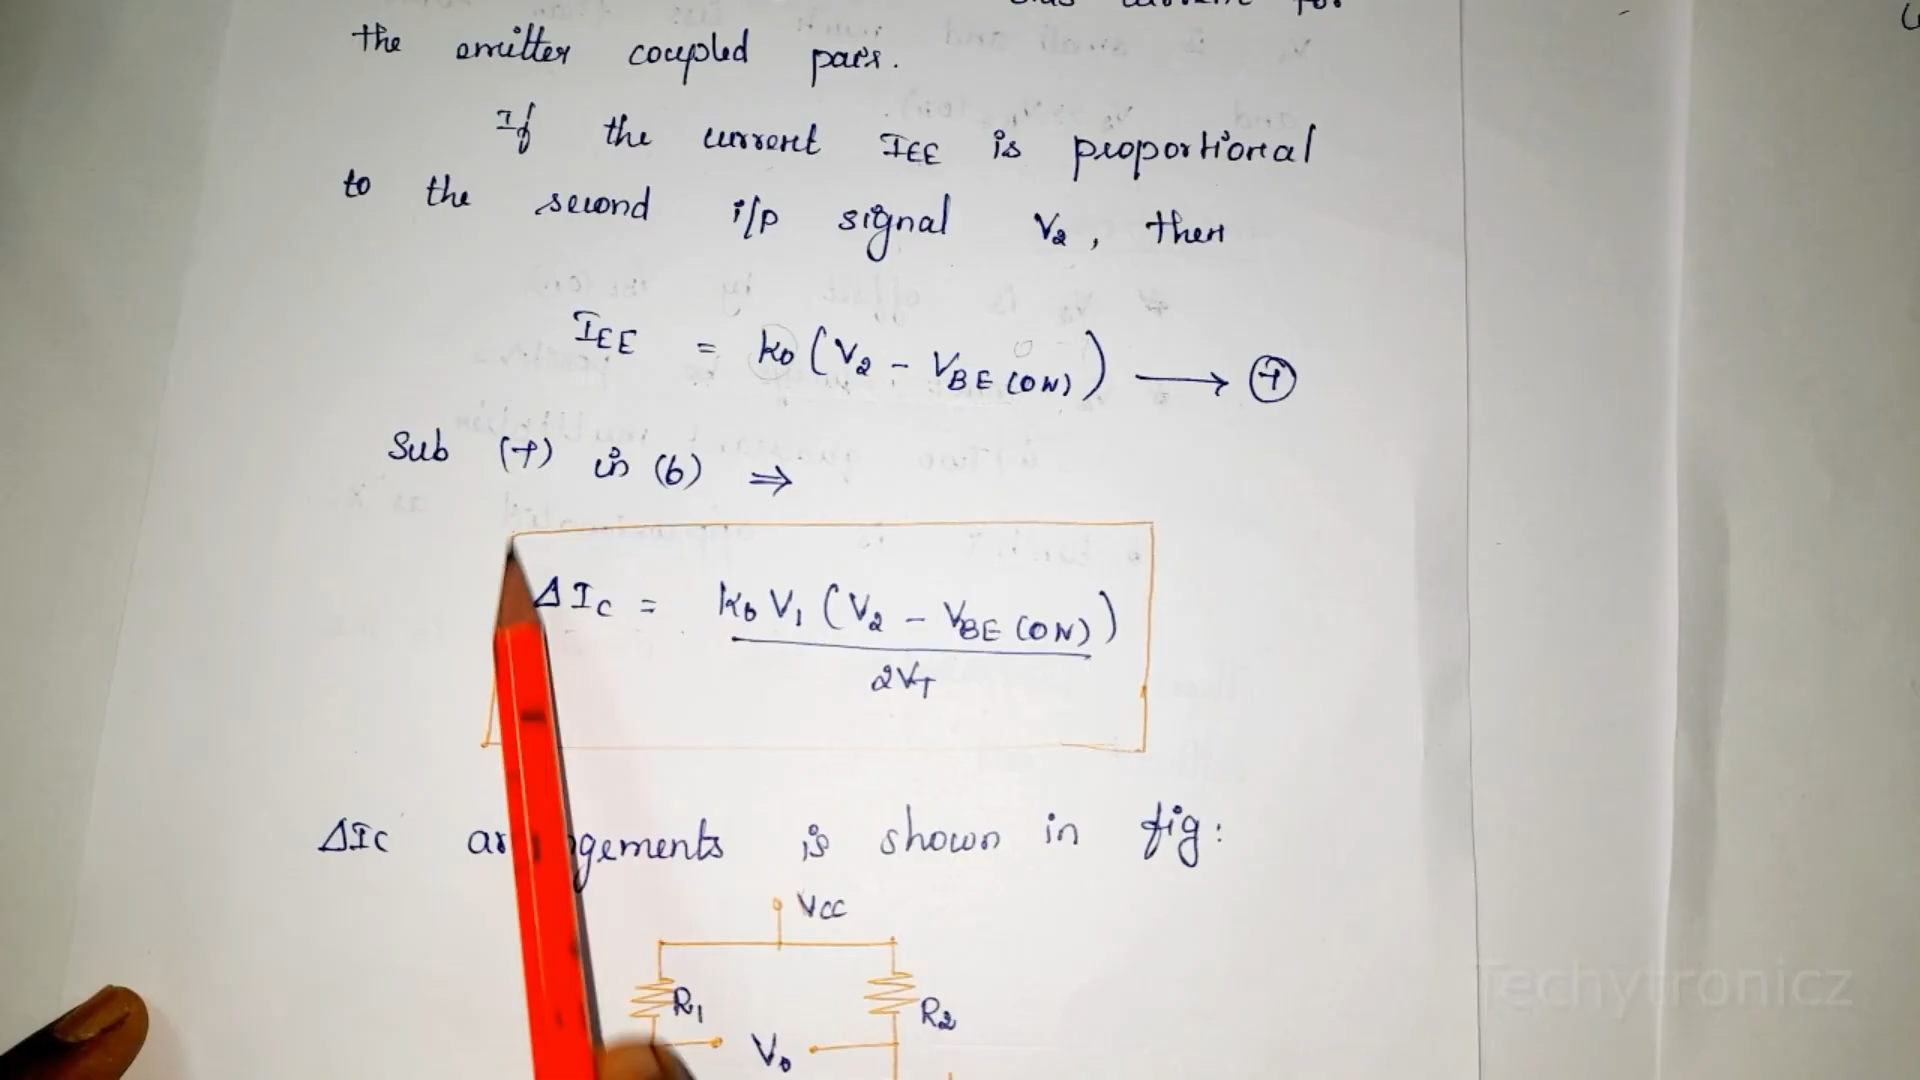 the emitter coupled pairs.
If the current IEE is proportional
to the second i/p signal V2, then
IEE = k0 (V2 - VBE(ON)) → (7)
Sub (7) in (6) ⇒
ΔIC = k0 V1 (V2 - VBE(ON)) / 2VT
ΔIC arrangements is shown in fig:
VCC
R1
R2
V0
Techytronicz